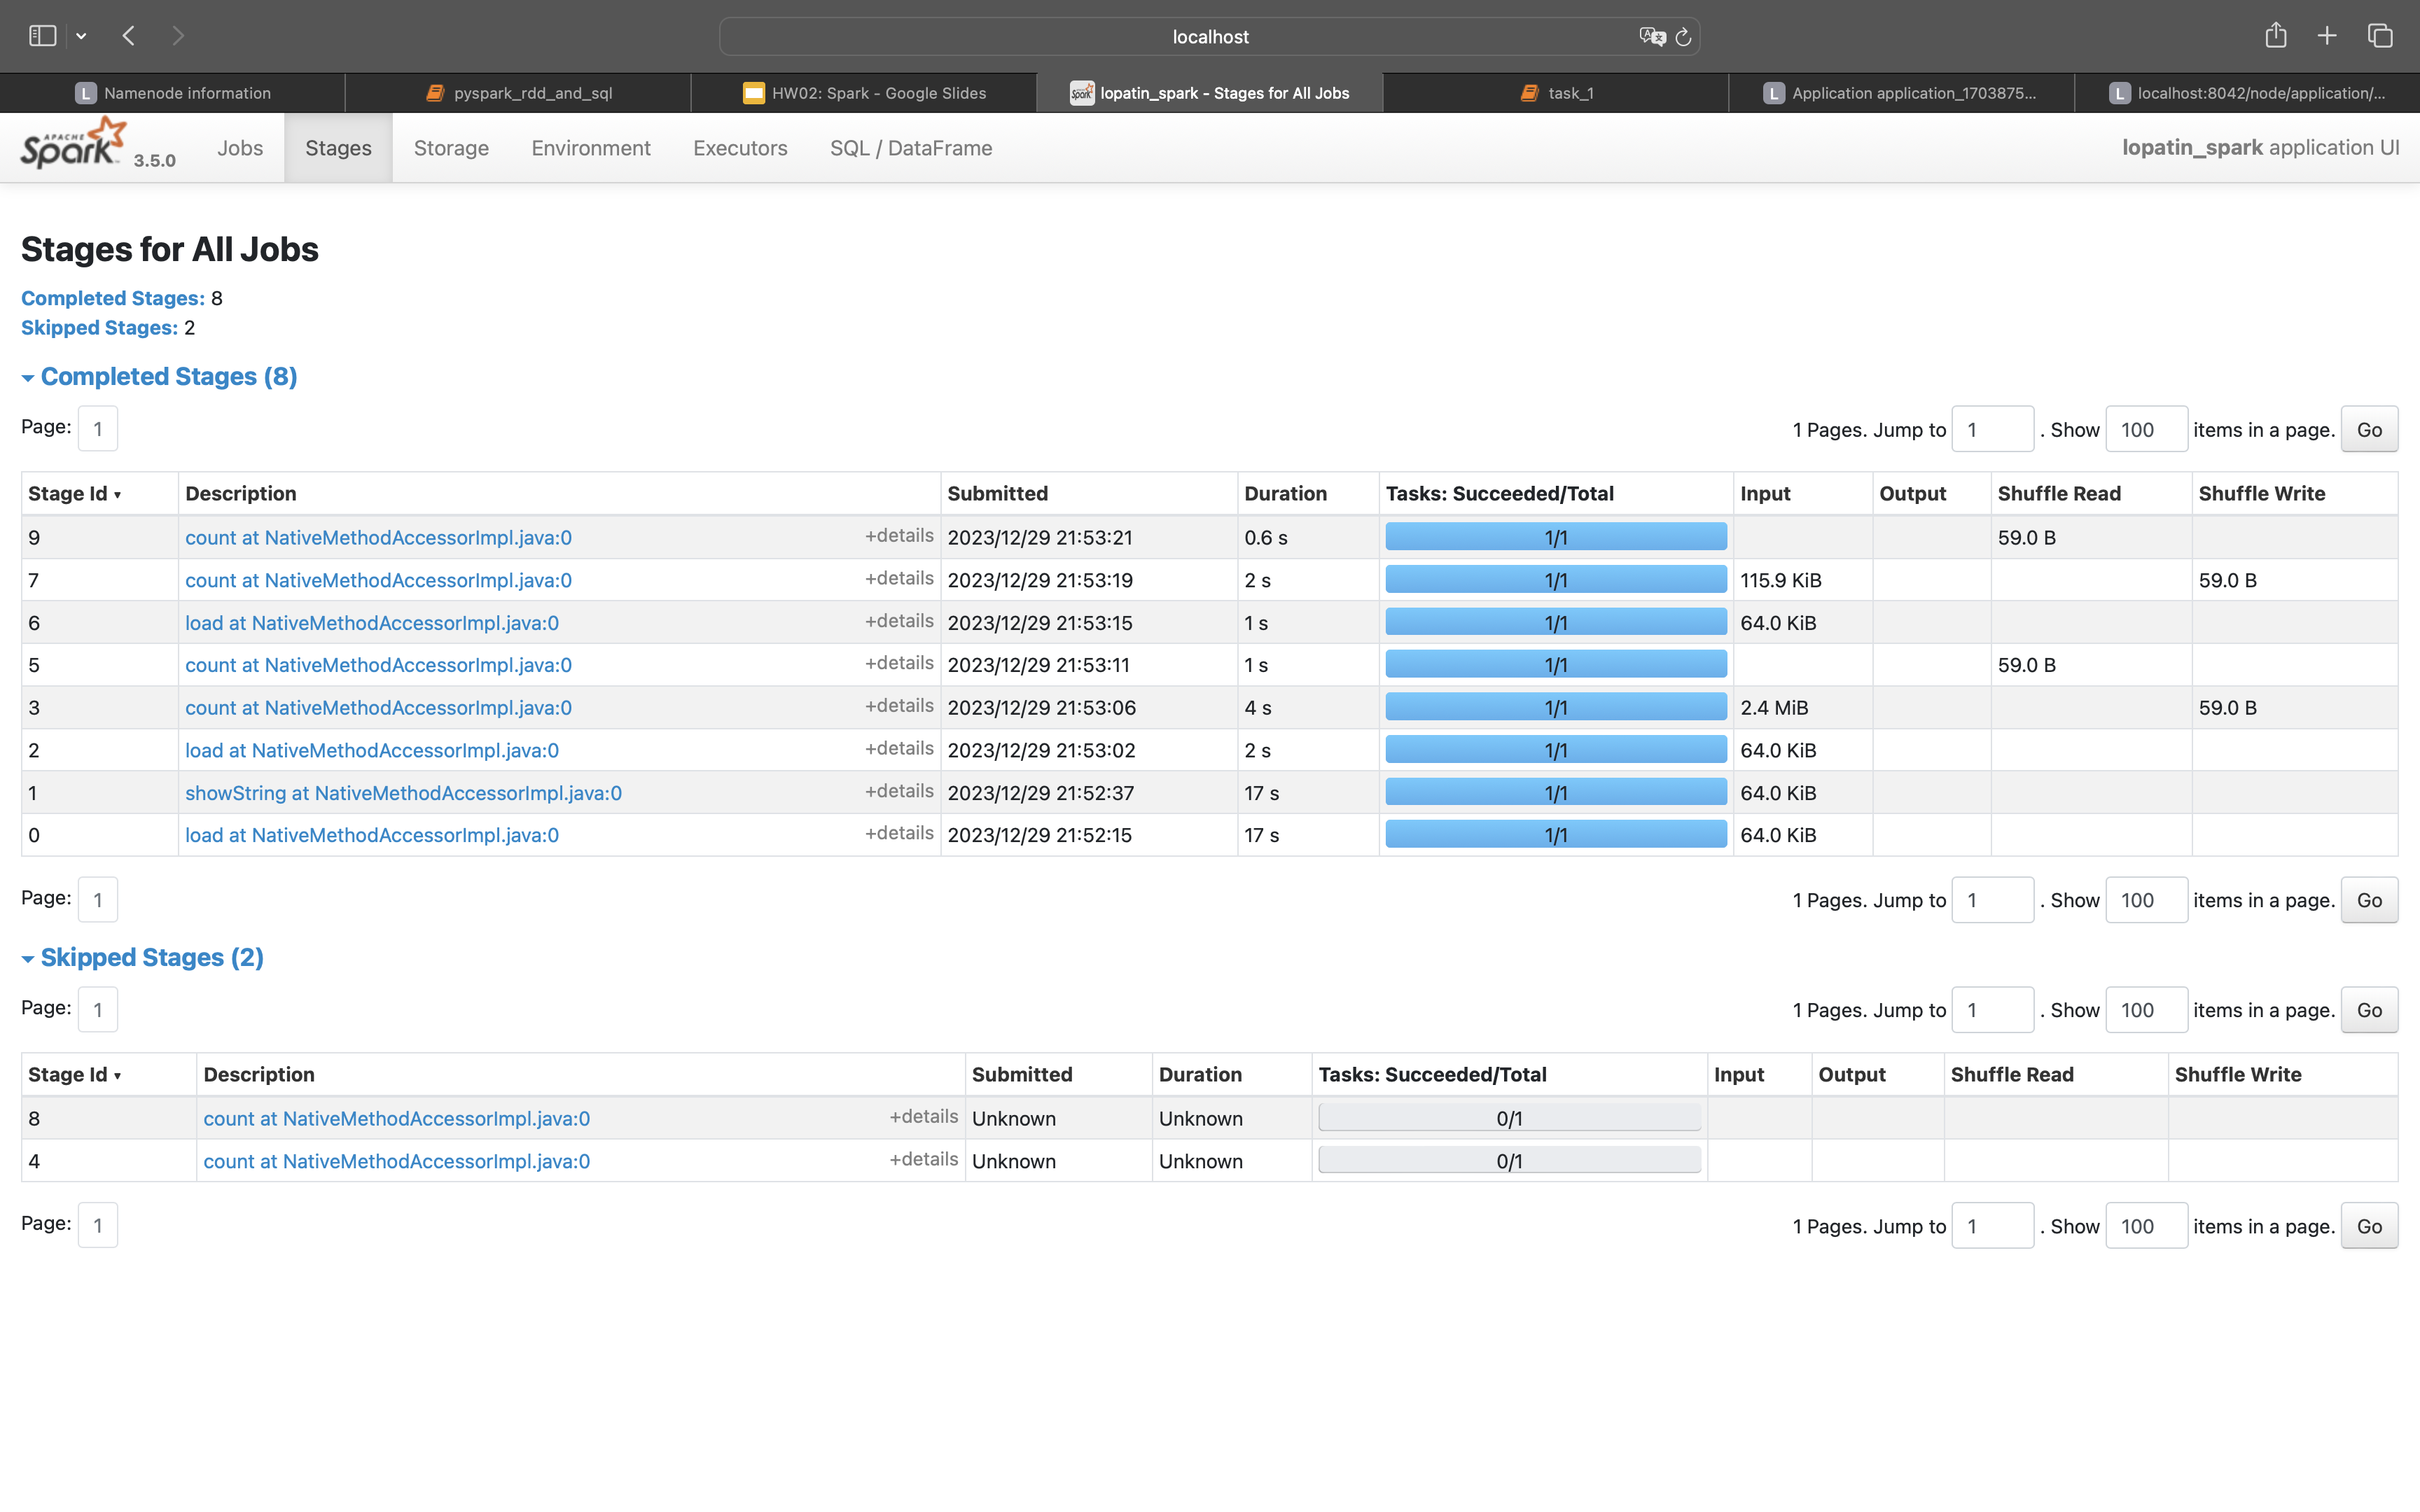 localhost
L Namenode information
pyspark_rdd_and_sql
HW02: Spark - Google Slides
Spark lopatin_spark - Stages for All Jobs
task_1
L Application application_1703875...
L localhost:8042/node/application/...
APACHE Spark 3.5.0 Jobs Stages Storage Environment Executors SQL / DataFrame lopatin_spark application UI
Stages for All Jobs
Completed Stages: 8
Skipped Stages: 2
Completed Stages (8)
Page: 1 1 Pages. Jump to 1 . Show 100 items in a page. Go
Stage Id ▾ Description Submitted Duration Tasks: Succeeded/Total Input Output Shuffle Read Shuffle Write
9 count at NativeMethodAccessorImpl.java:0 +details 2023/12/29 21:53:21 0.6 s 1/1 59.0 B
7 count at NativeMethodAccessorImpl.java:0 +details 2023/12/29 21:53:19 2 s 1/1 115.9 KiB 59.0 B
6 load at NativeMethodAccessorImpl.java:0 +details 2023/12/29 21:53:15 1 s 1/1 64.0 KiB
5 count at NativeMethodAccessorImpl.java:0 +details 2023/12/29 21:53:11 1 s 1/1 59.0 B
3 count at NativeMethodAccessorImpl.java:0 +details 2023/12/29 21:53:06 4 s 1/1 2.4 MiB 59.0 B
2 load at NativeMethodAccessorImpl.java:0 +details 2023/12/29 21:53:02 2 s 1/1 64.0 KiB
1 showString at NativeMethodAccessorImpl.java:0 +details 2023/12/29 21:52:37 17 s 1/1 64.0 KiB
0 load at NativeMethodAccessorImpl.java:0 +details 2023/12/29 21:52:15 17 s 1/1 64.0 KiB
Page: 1 1 Pages. Jump to 1 . Show 100 items in a page. Go
Skipped Stages (2)
Page: 1 1 Pages. Jump to 1 . Show 100 items in a page. Go
Stage Id ▾ Description Submitted Duration Tasks: Succeeded/Total Input Output Shuffle Read Shuffle Write
8 count at NativeMethodAccessorImpl.java:0 +details Unknown Unknown 0/1
4 count at NativeMethodAccessorImpl.java:0 +details Unknown Unknown 0/1
Page: 1 1 Pages. Jump to 1 . Show 100 items in a page. Go